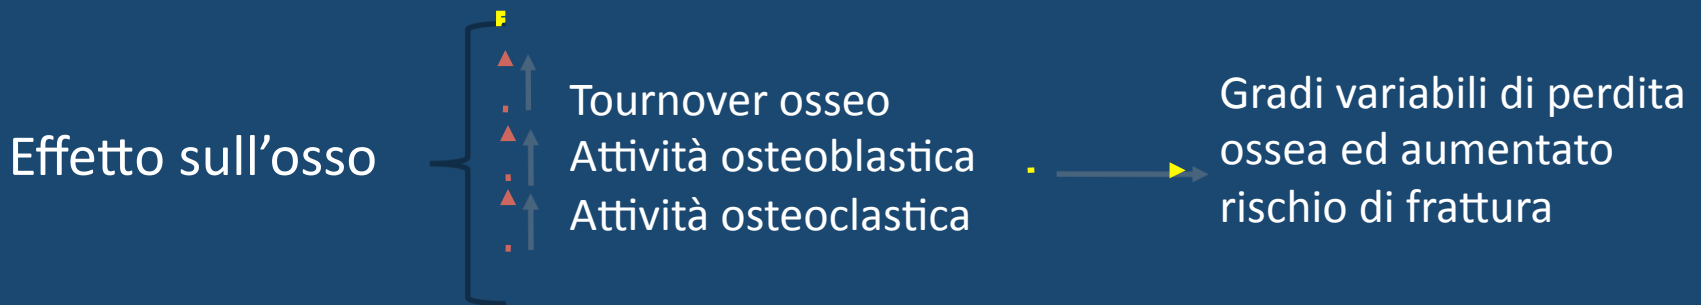 Effetto sull’osso
Tournover osseo
Attività osteoblastica
Attività osteoclastica
Gradi variabili di perdita
ossea ed aumentato
rischio di frattura